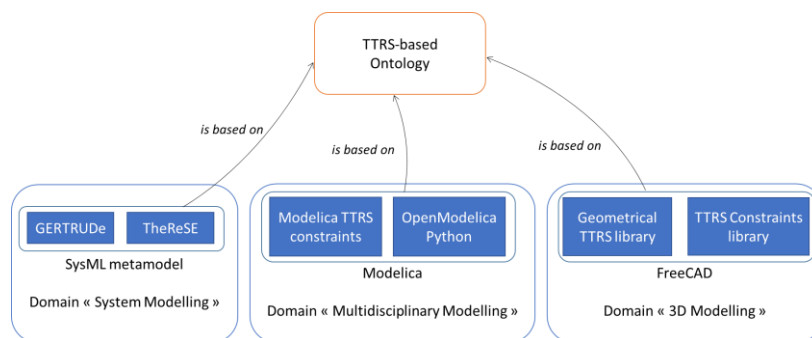 TTRS-based
Ontology
is based on
is based on
is based on
GERTRUDe
TheReSE
SysML metamodel
Domain « System Modelling »
Modelica TTRS
constraints
OpenModelica
Python
Modelica
Domain « Multidisciplinary Modelling »
Geometrical
TTRS library
TTRS Constraints
library
FreeCAD
Domain « 3D Modelling »